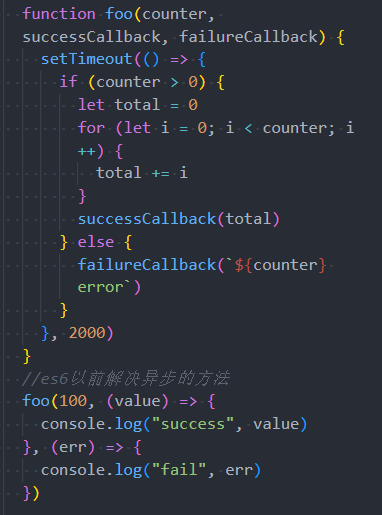 function foo(counter,
successCallback, failureCallback) {
setTimeout(() => {
if (counter > 0) {
let total = 0
for (let i = 0; i < counter; i
++) {
total += i
}
successCallback(total)
} else {
failureCallback(`${counter}
error`)
}
}, 2000)
}
//es6以前解决异步的方法
foo(100, (value) => {
console.log("success", value)
}, (err) => {
console.log("fail", err)
})